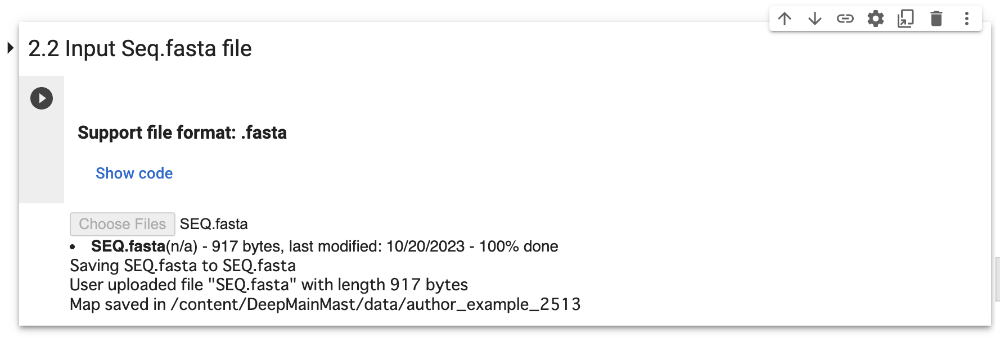 2.2 Input Seq.fasta file
Support file format: .fasta
Show code
Choose Files SEQ.fasta
• SEQ.fasta(n/a) - 917 bytes, last modified: 10/20/2023 - 100% done
Saving SEQ.fasta to SEQ.fasta
User uploaded file "SEQ.fasta" with length 917 bytes
Map saved in /content/DeepMainMast/data/author_example_2513